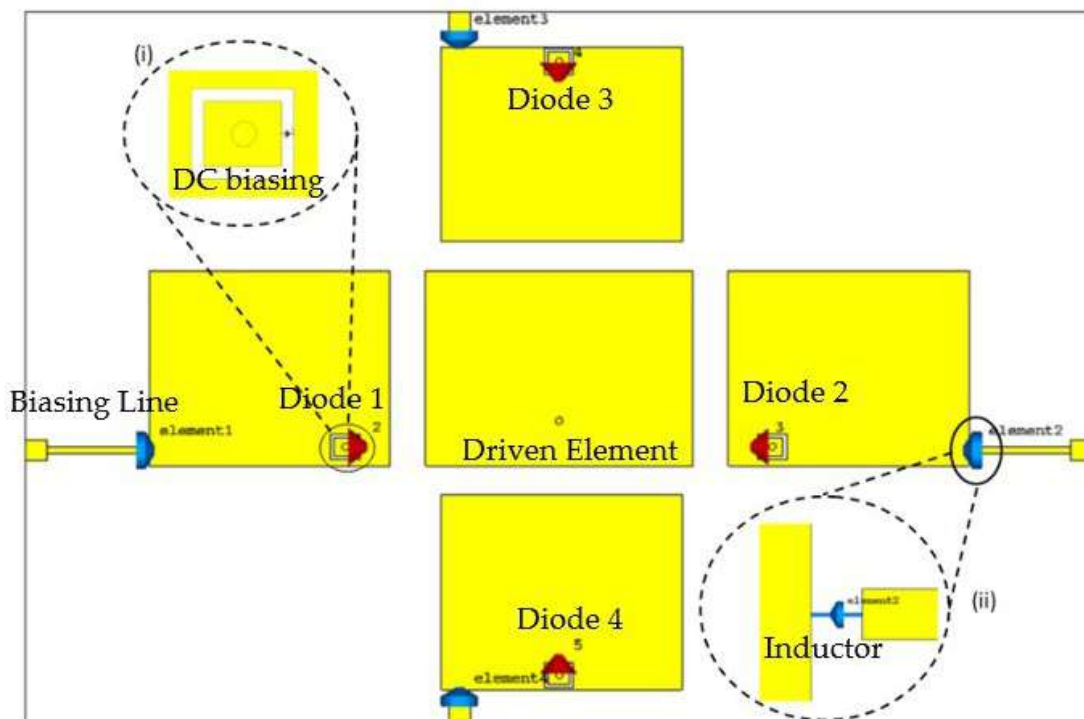 element3
(i)
4
Diode 3
DC biasing
Biasing Line
Diode 1
Diode 2
element1
2
3
element2
Driven Element
Diode 4
5
element2
(ii)
Inductor
element4